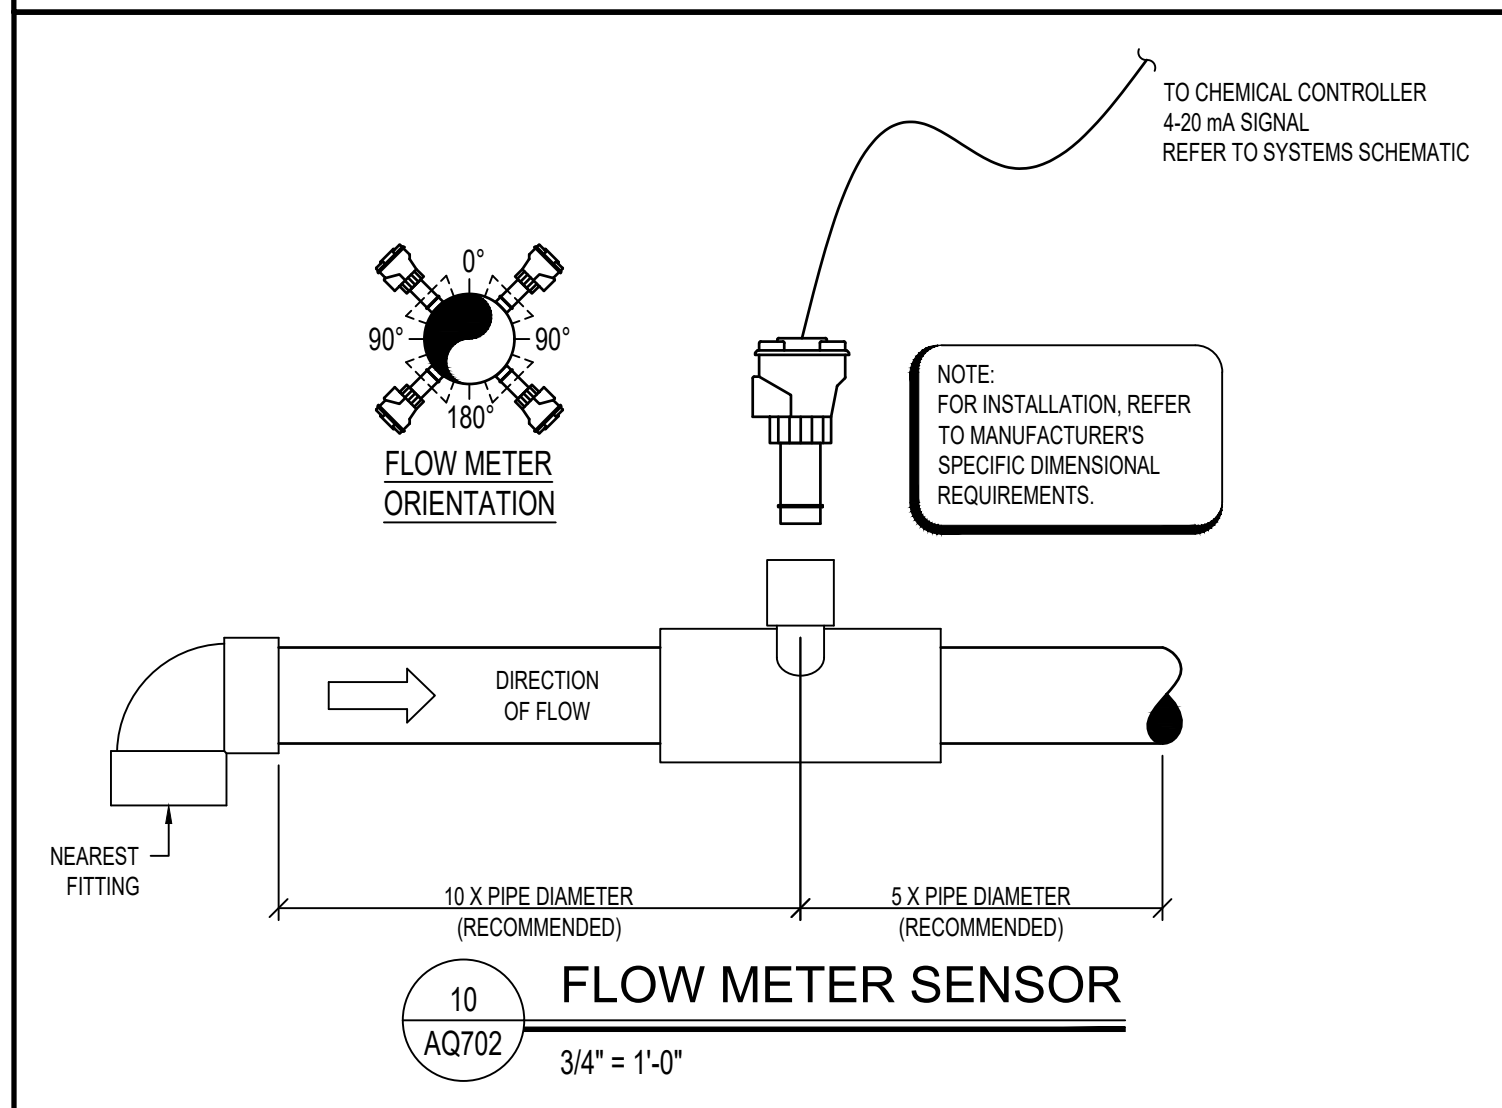 TO CHEMICAL CONTROLLER
4-20 mA SIGNAL
REFER TO SYSTEMS SCHEMATIC
0°
90°
90°
180°
FLOW METER
ORIENTATION
NOTE:
FOR INSTALLATION, REFER
TO MANUFACTURER'S
SPECIFIC DIMENSIONAL
REQUIREMENTS.
DIRECTION
OF FLOW
NEAREST
FITTING
10 X PIPE DIAMETER
(RECOMMENDED)
5 X PIPE DIAMETER
(RECOMMENDED)
10
AQ702
FLOW METER SENSOR
3/4" = 1'-0"